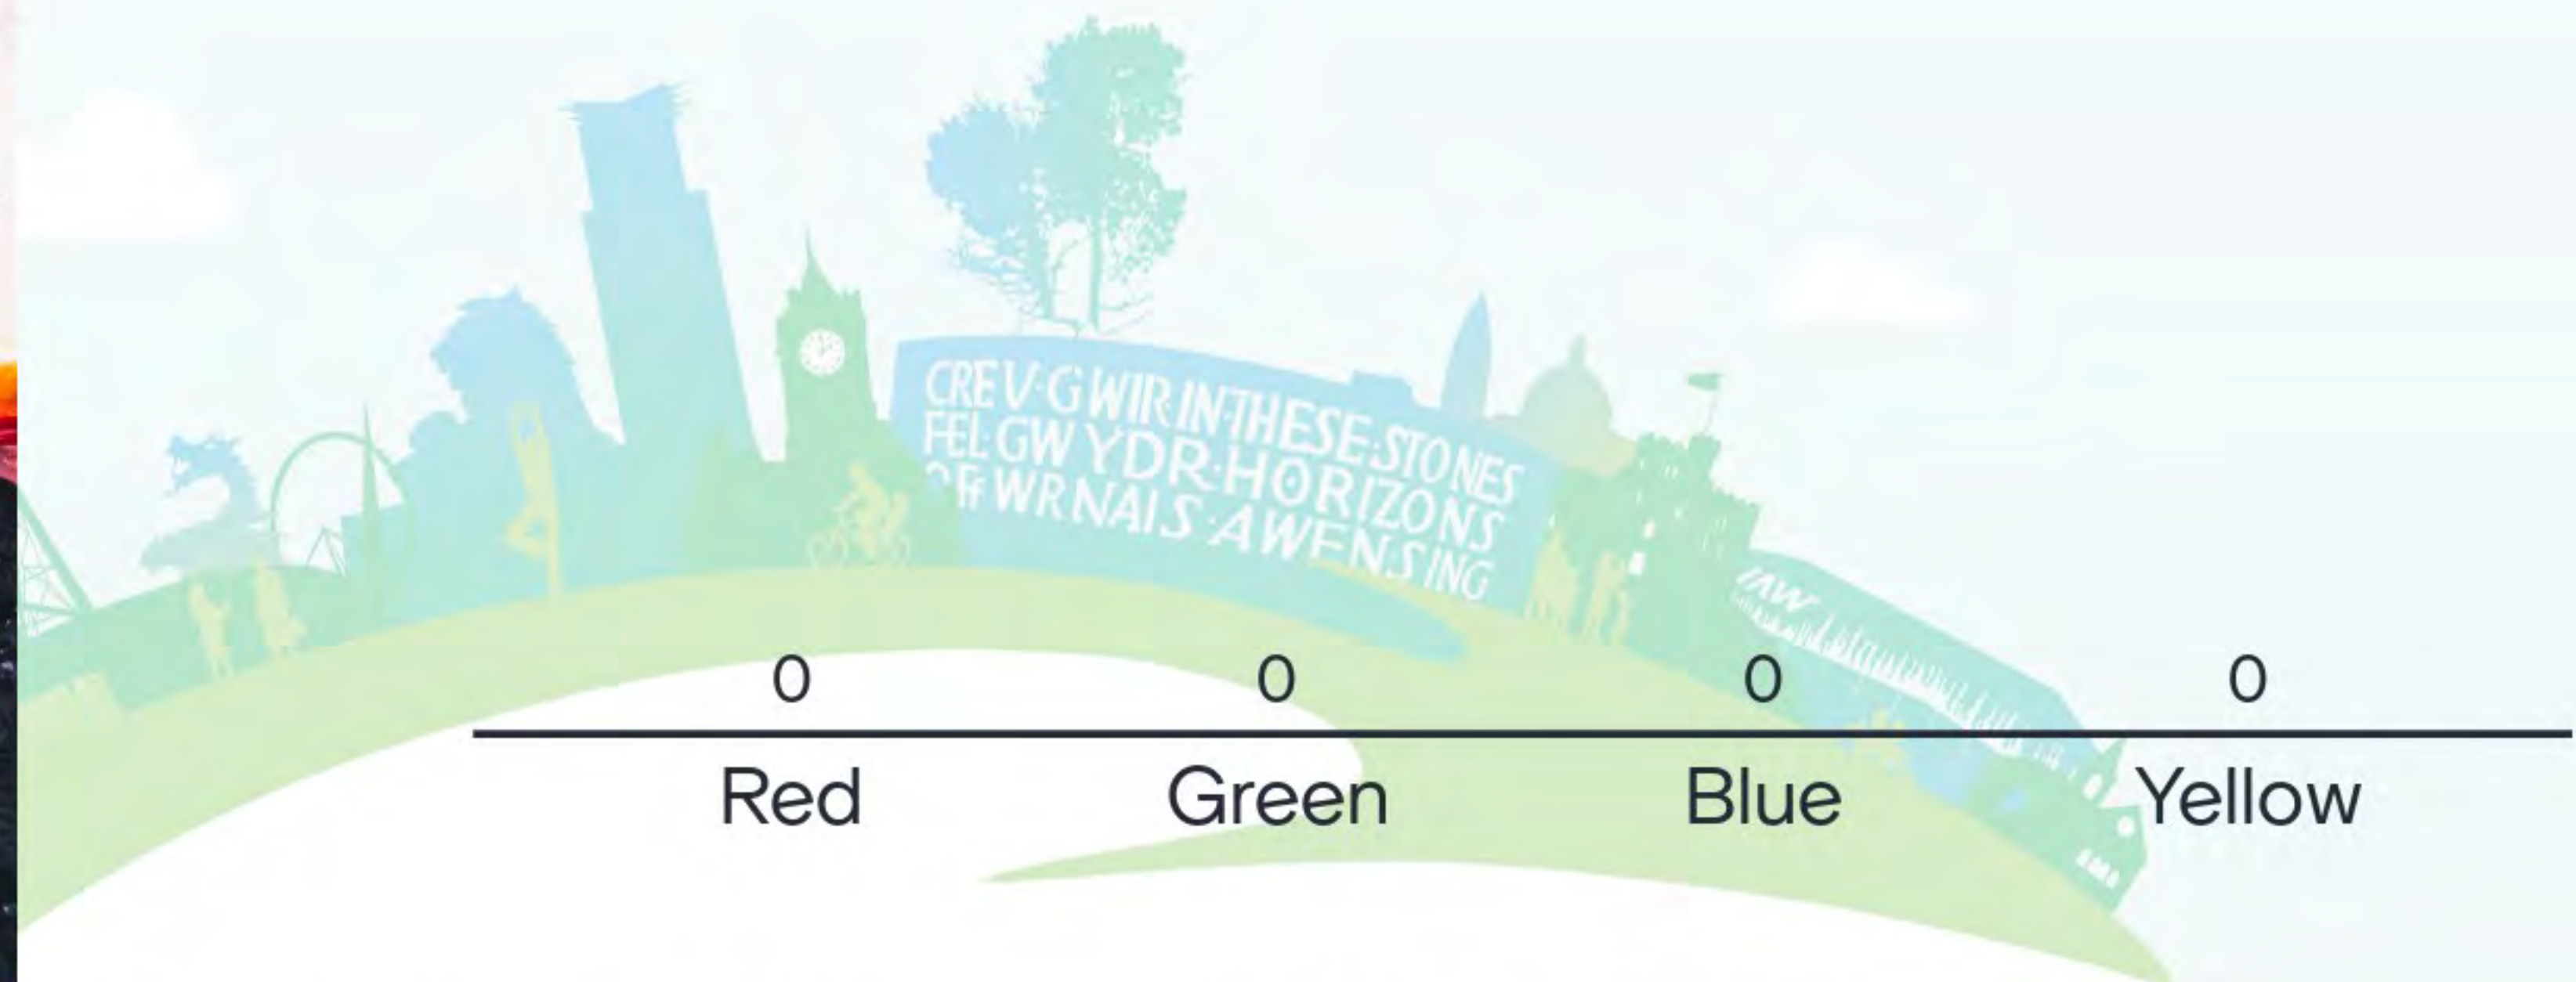 CREV·GWIR·IN·THESE·STONES
FEL·GWYDR·HORIZONS
O Ff WRNAIS·AWEN·SING
0 0 0 0
Red Green Blue Yellow